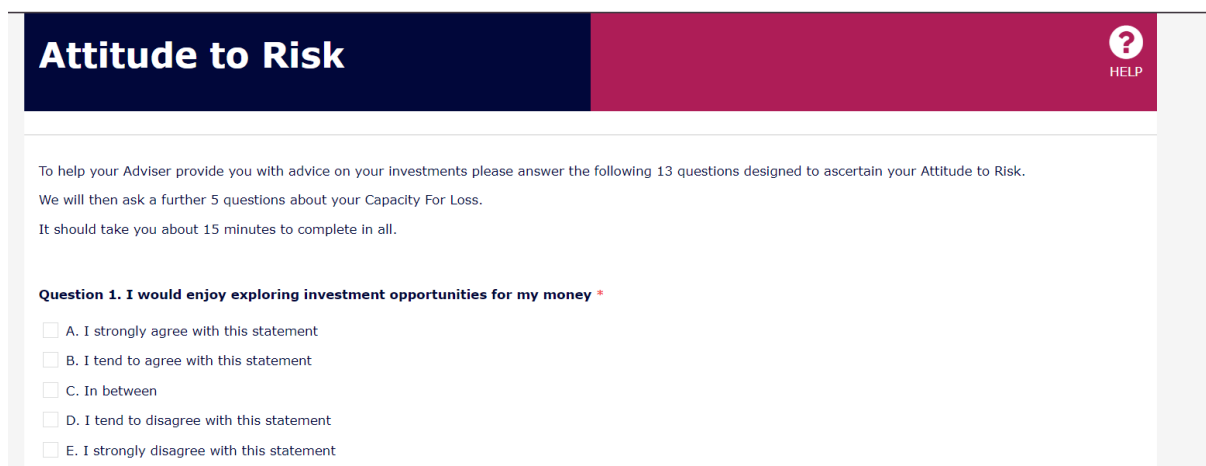 Attitude to Risk
?
HELP
To help your Adviser provide you with advice on your investments please answer the following 13 questions designed to ascertain your Attitude to Risk.
We will then ask a further 5 questions about your Capacity For Loss.
It should take you about 15 minutes to complete in all.
Question 1. I would enjoy exploring investment opportunities for my money *
A. I strongly agree with this statement
B. I tend to agree with this statement
C. In between
D. I tend to disagree with this statement
E. I strongly disagree with this statement